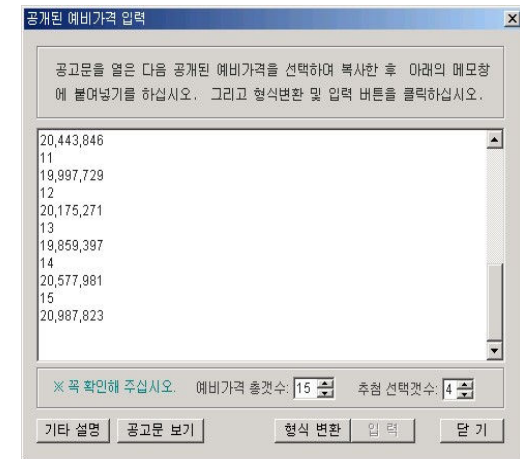 공개된 예비가격 입력
공고문을 열은 다음 공개된 예비가격을 선택하여 복사한 후 아래의 메모창
에 붙여넣기를 하십시오. 그리고 형식변환 및 입력 버튼을 클릭하십시오.
20,443,846
11
19,997,729
12
20,175,271
13
19,859,397
14
20,577,981
15
20,987,823
※ 꼭 확인해 주십시오. 예비가격 총갯수: 15 추첨 선택갯수: 4
기타 설명 공고문 보기 형식 변환 입 력 닫 기